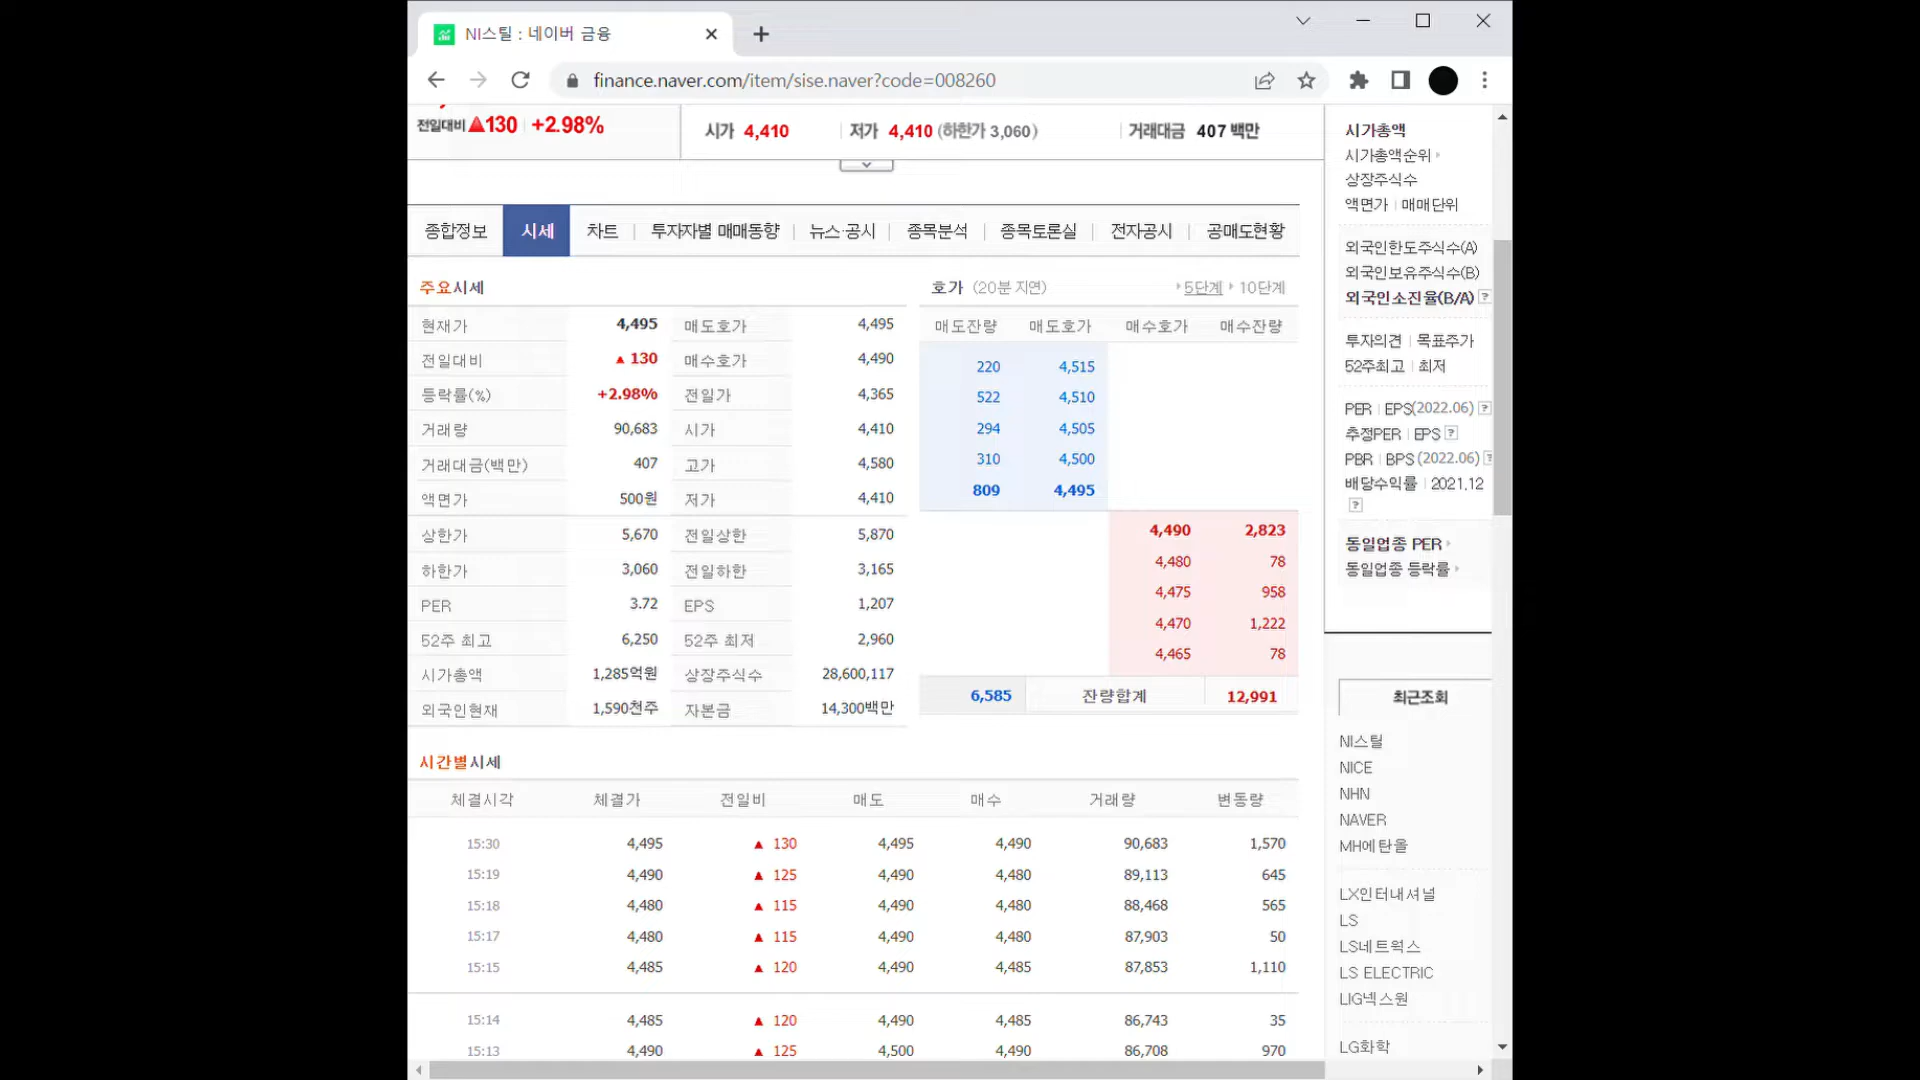 NI스틸 : 네이버 금융
finance.naver.com/item/sise.naver?code=008260
전일대비 ▲130 +2.98%
시가 4,410 저가 4,410 (하한가 3,060) 거래대금 407 백만
종합정보 시세 차트 투자자별 매매동향 뉴스·공시 종목분석 종목토론실 전자공시 공매도현황
주요시세
현재가 4,495 매도호가 4,495
전일대비 ▲ 130 매수호가 4,490
등락률(%) +2.98% 전일가 4,365
거래량 90,683 시가 4,410
거래대금(백만) 407 고가 4,580
액면가 500원 저가 4,410
상한가 5,670 전일상한 5,870
하한가 3,060 전일하한 3,165
PER 3.72 EPS 1,207
52주 최고 6,250 52주 최저 2,960
시가총액 1,285억원 상장주식수 28,600,117
외국인현재 1,590천주 자본금 14,300백만
호가 (20분 지연) 5단계 10단계
매도잔량 매도호가 매수호가 매수잔량
220 4,515
522 4,510
294 4,505
310 4,500
809 4,495
4,490 2,823
4,480 78
4,475 958
4,470 1,222
4,465 78
6,585 잔량합계 12,991
시간별시세
체결시각 체결가 전일비 매도 매수 거래량 변동량
15:30 4,495 ▲ 130 4,495 4,490 90,683 1,570
15:19 4,490 ▲ 125 4,490 4,480 89,113 645
15:18 4,480 ▲ 115 4,490 4,480 88,468 565
15:17 4,480 ▲ 115 4,490 4,480 87,903 50
15:15 4,485 ▲ 120 4,490 4,485 87,853 1,110
15:14 4,485 ▲ 120 4,490 4,485 86,743 35
15:13 4,490 ▲ 125 4,500 4,490 86,708 970
시가총액
시가총액순위
상장주식수
액면가 | 매매단위
외국인한도주식수(A)
외국인보유주식수(B)
외국인소진율(B/A) ?
투자의견 | 목표주가
52주최고 | 최저
PER | EPS(2022.06) ?
추정PER | EPS ?
PBR | BPS (2022.06) ?
배당수익률 | 2021.12
?
동일업종 PER
동일업종 등락률
최근조회
NI스틸
NICE
NHN
NAVER
MH에탄올
LX인터내셔널
LS
LS네트웍스
LS ELECTRIC
LIG넥스원
LG화학